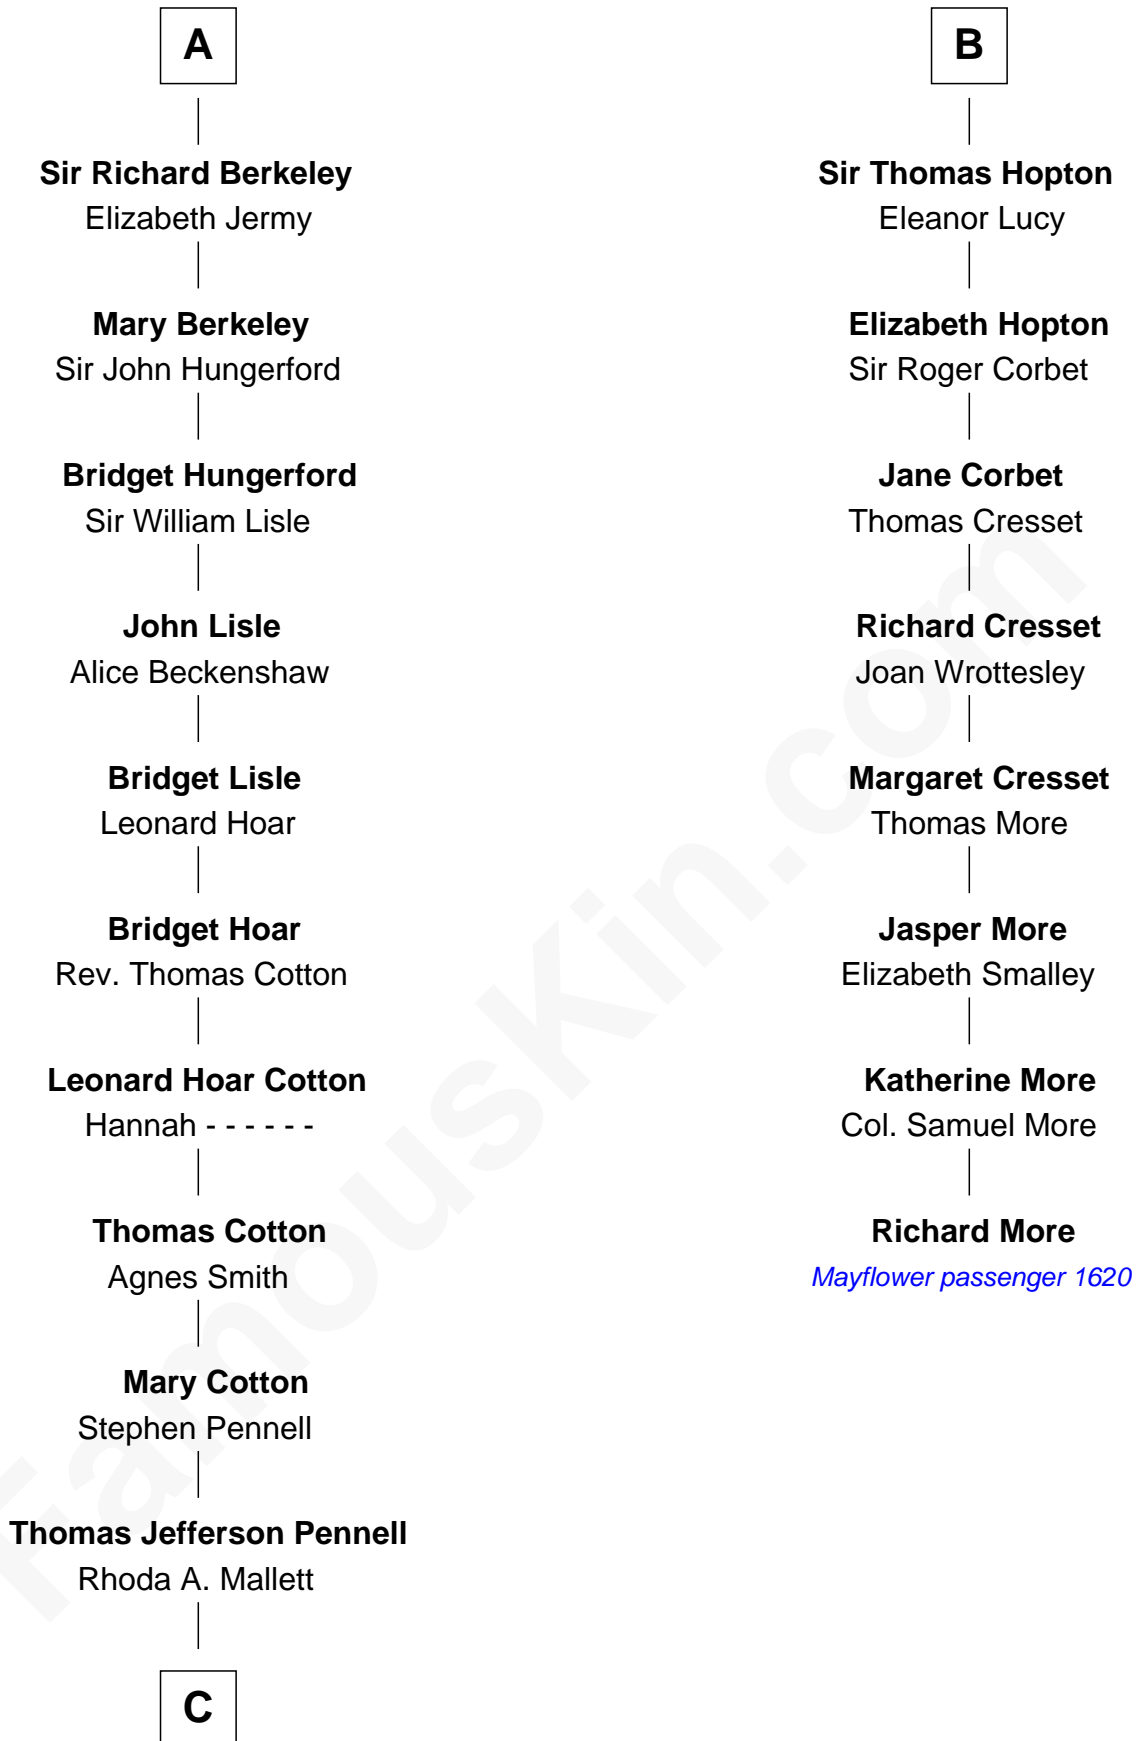 A
Sir Richard Berkeley
Elizabeth Jermy
Mary Berkeley
Sir John Hungerford
Bridget Hungerford
Sir William Lisle
John Lisle
Alice Beckenshaw
Bridget Lisle
Leonard Hoar
Bridget Hoar
Rev. Thomas Cotton
Leonard Hoar Cotton
Hannah - - - - - -
Thomas Cotton
Agnes Smith
Mary Cotton
Stephen Pennell
Thomas Jefferson Pennell
Rhoda A. Mallett
C
B
Sir Thomas Hopton
Eleanor Lucy
Elizabeth Hopton
Sir Roger Corbet
Jane Corbet
Thomas Cresset
Richard Cresset
Joan Wrottesley
Margaret Cresset
Thomas More
Jasper More
Elizabeth Smalley
Katherine More
Col. Samuel More
Richard More
Mayflower passenger 1620
FamousKin.com